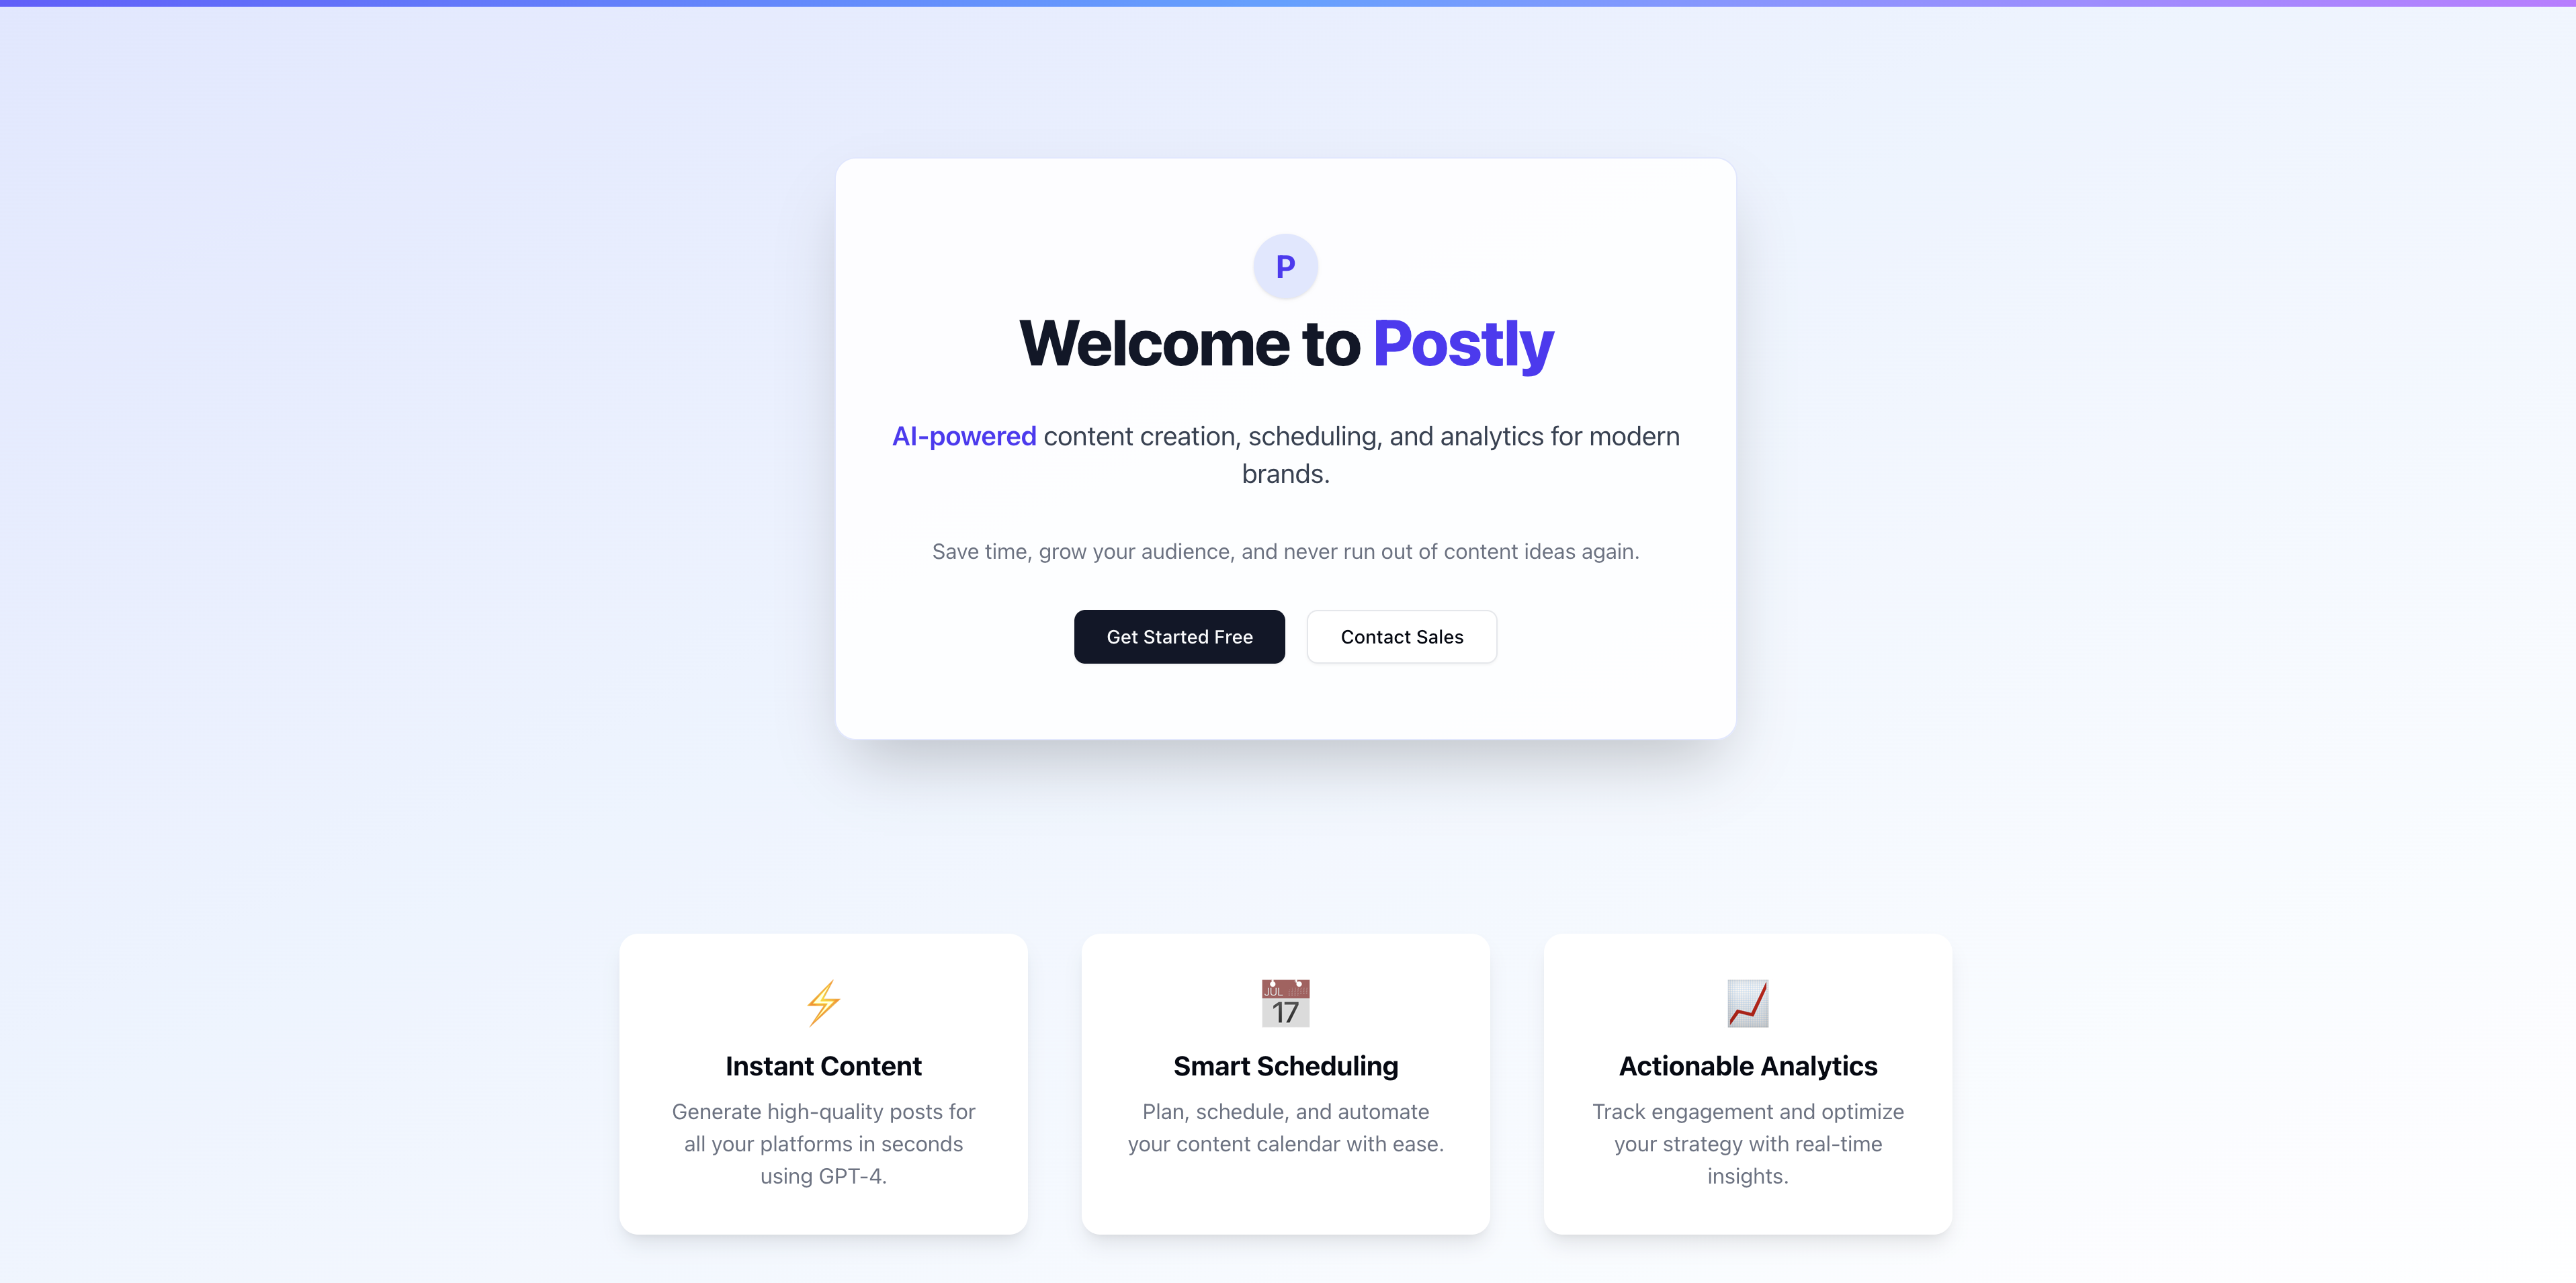 P
Welcome to Postly
AI-powered content creation, scheduling, and analytics for modern
brands.
Save time, grow your audience, and never run out of content ideas again.
Get Started Free
Contact Sales
JUL
17
Instant Content
Generate high-quality posts for
all your platforms in seconds
using GPT-4.
Smart Scheduling
Plan, schedule, and automate
your content calendar with ease.
Actionable Analytics
Track engagement and optimize
your strategy with real-time
insights.